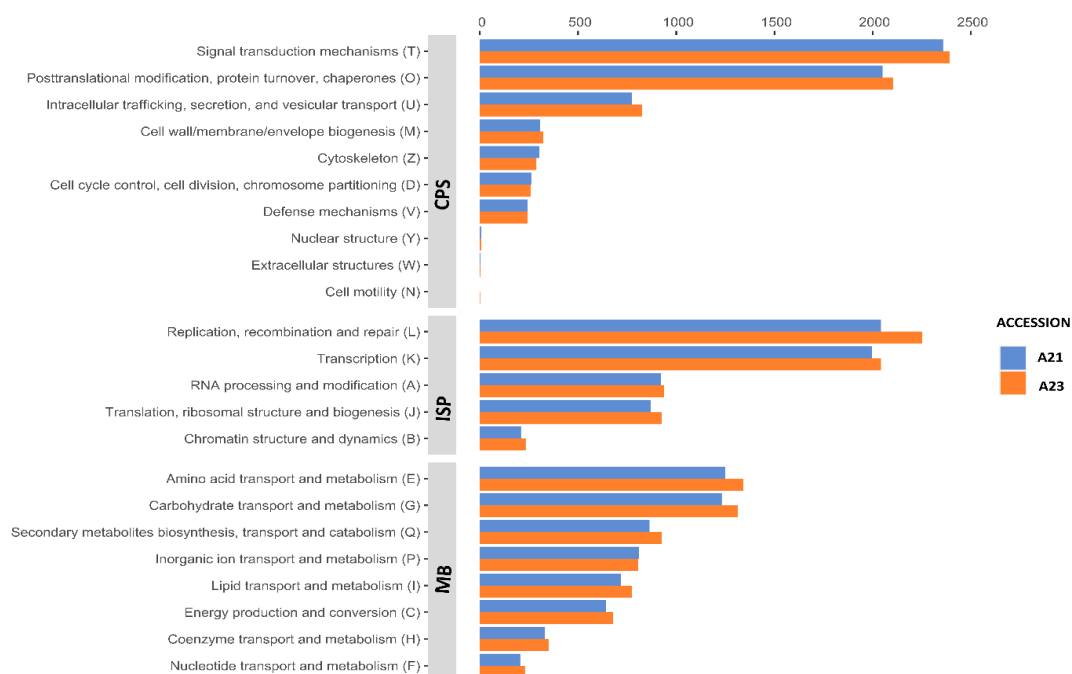 0 500 1000 1500 2000 2500
Signal transduction mechanisms (T)
Posttranslational modification, protein turnover, chaperones (O)
Intracellular trafficking, secretion, and vesicular transport (U)
Cell wall/membrane/envelope biogenesis (M)
Cytoskeleton (Z)
Cell cycle control, cell division, chromosome partitioning (D)
Defense mechanisms (V)
Nuclear structure (Y)
Extracellular structures (W)
Cell motility (N)
CPS
Replication, recombination and repair (L)
Transcription (K)
RNA processing and modification (A)
Translation, ribosomal structure and biogenesis (J)
Chromatin structure and dynamics (B)
ISP
Amino acid transport and metabolism (E)
Carbohydrate transport and metabolism (G)
Secondary metabolites biosynthesis, transport and catabolism (Q)
Inorganic ion transport and metabolism (P)
Lipid transport and metabolism (I)
Energy production and conversion (C)
Coenzyme transport and metabolism (H)
Nucleotide transport and metabolism (F)
MB
ACCESSION
A21
A23